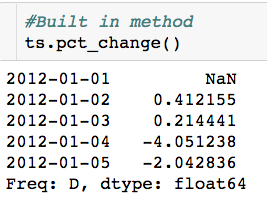 #Built in method
ts.pct_change()
2012-01-01 NaN
2012-01-02 0.412155
2012-01-03 0.214441
2012-01-04 -4.051238
2012-01-05 -2.042836
Freq: D, dtype: float64